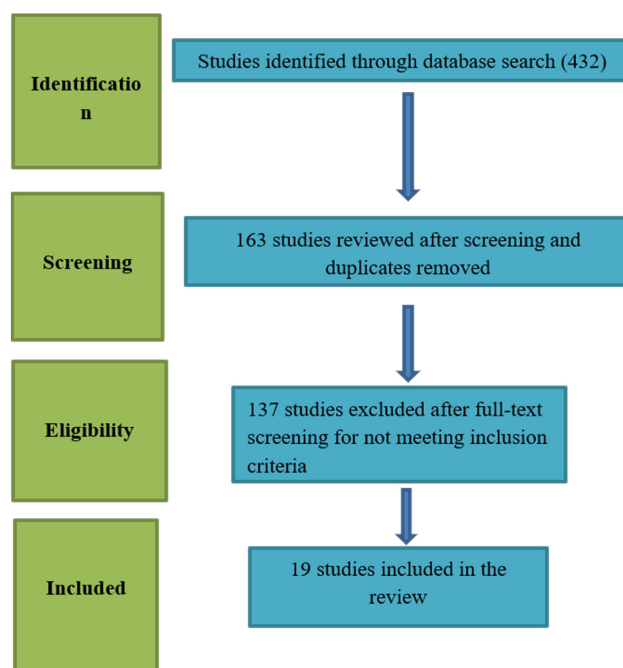 Identificatio
n
Studies identified through database search (432)
Screening
163 studies reviewed after screening and
duplicates removed
Eligibility
137 studies excluded after full-text
screening for not meeting inclusion
criteria
Included
19 studies included in the
review